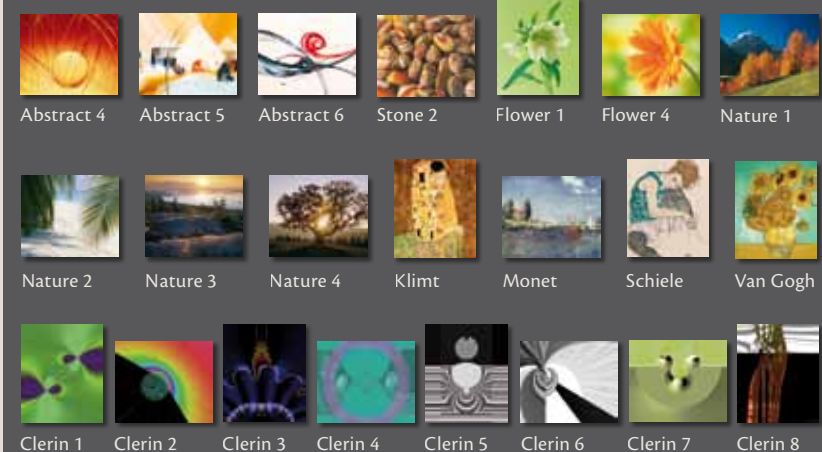 Abstract 4 Abstract 5 Abstract 6 Stone 2 Flower 1 Flower 4 Nature 1
Nature 2 Nature 3 Nature 4 Klimt Monet Schiele Van Gogh
Clerin 1 Clerin 2 Clerin 3 Clerin 4 Clerin 5 Clerin 6 Clerin 7 Clerin 8